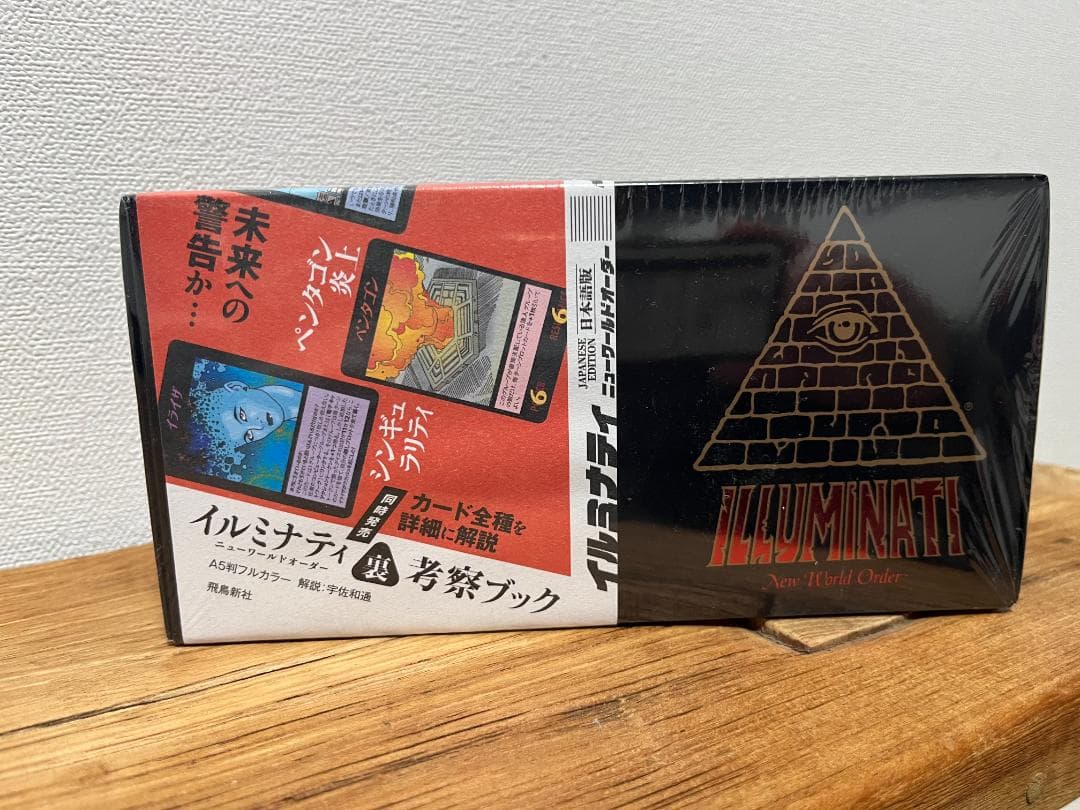 未来への
警告か…
ペンタゴン
炎上
ペンタゴン
イライザ
シンギュ
ラリティ
同時発売
カード全種を
詳細に解説
イルミナティ
ニューワールドオーダー
裏
考察ブック
A5判フルカラー 解説:宇佐和通
飛鳥新社
JAPANESE
EDITION
日本語版
イルミナティ
ニューワールドオーダー
ILLUMINATI
New World Order